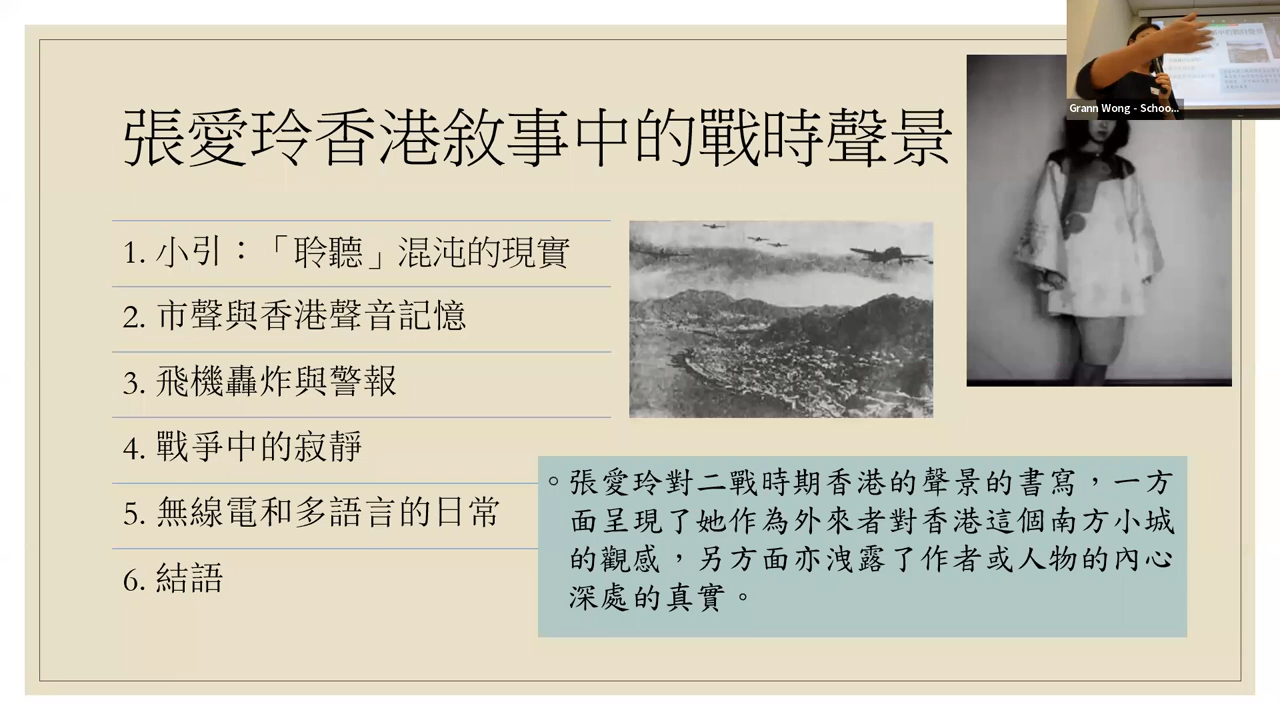 張愛玲香港敘事中的戰時聲景
Grann Wong - Schoo...
1. 小引：「聆聽」混沌的現實
2. 市聲與香港聲音記憶
3. 飛機轟炸與警報
4. 戰爭中的寂靜
5. 無線電和多語言的日常
6. 結語
◦張愛玲對二戰時期香港的聲景的書寫，一方
面呈現了她作為外來者對香港這個南方小城
的觀感，另方面亦洩露了作者或人物的內心
深處的真實。